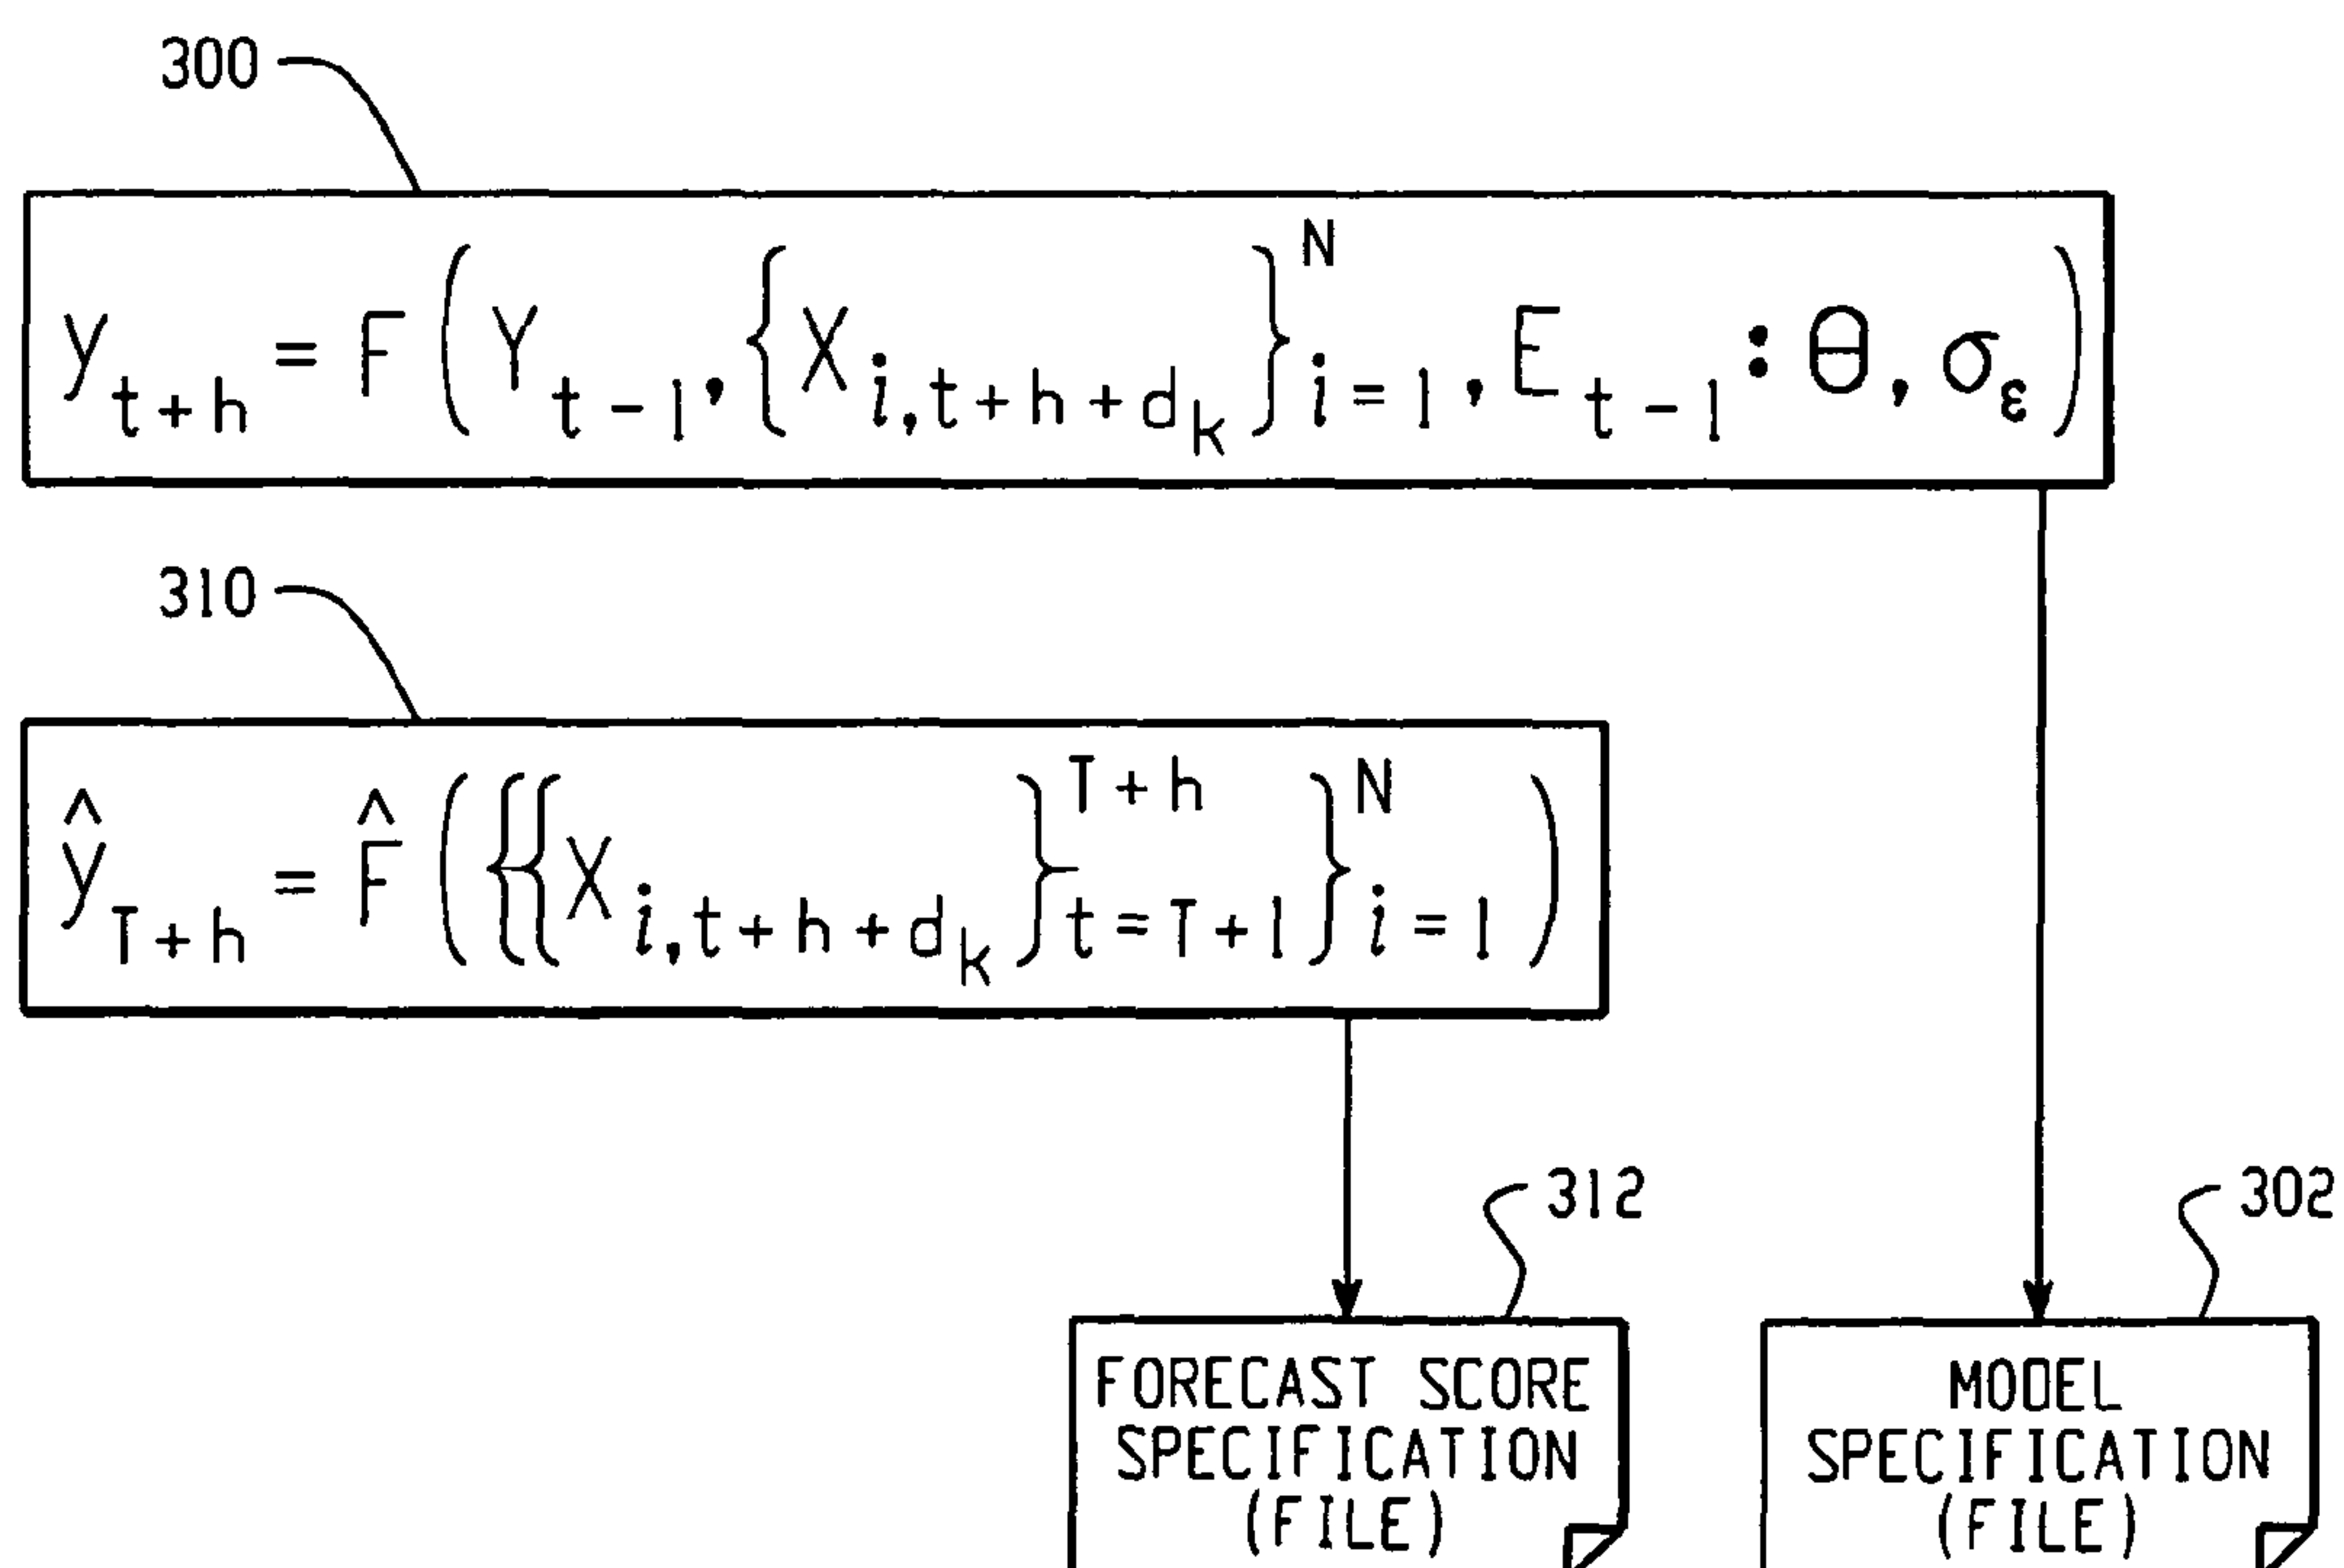 300
y_{t+h} = F ( Y_{t-1}, { X_{i,t+h+d_k} }_{i=1}^{N}, E_{t-1} : Θ, σ_ε )
310
ŷ_{T+h} = F̂ ( { { X_{i,t+h+d_k} }_{t=T+1}^{T+h} }_{i=1}^{N} )
312
302
FORECAST SCORE
SPECIFICATION
(FILE)
MODEL
SPECIFICATION
(FILE)